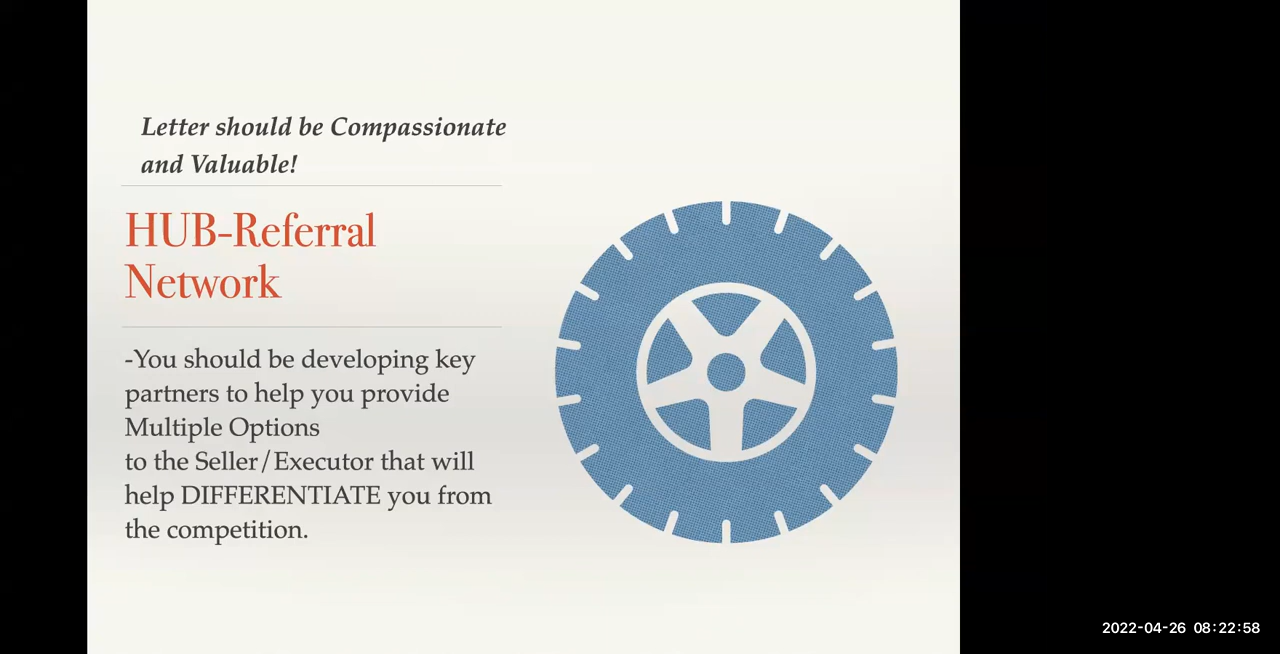 Letter should be Compassionate
and Valuable!
HUB-Referral
Network
-You should be developing key
partners to help you provide
Multiple Options
to the Seller/Executor that will
help DIFFERENTIATE you from
the competition.
2022-04-26 08:22:58